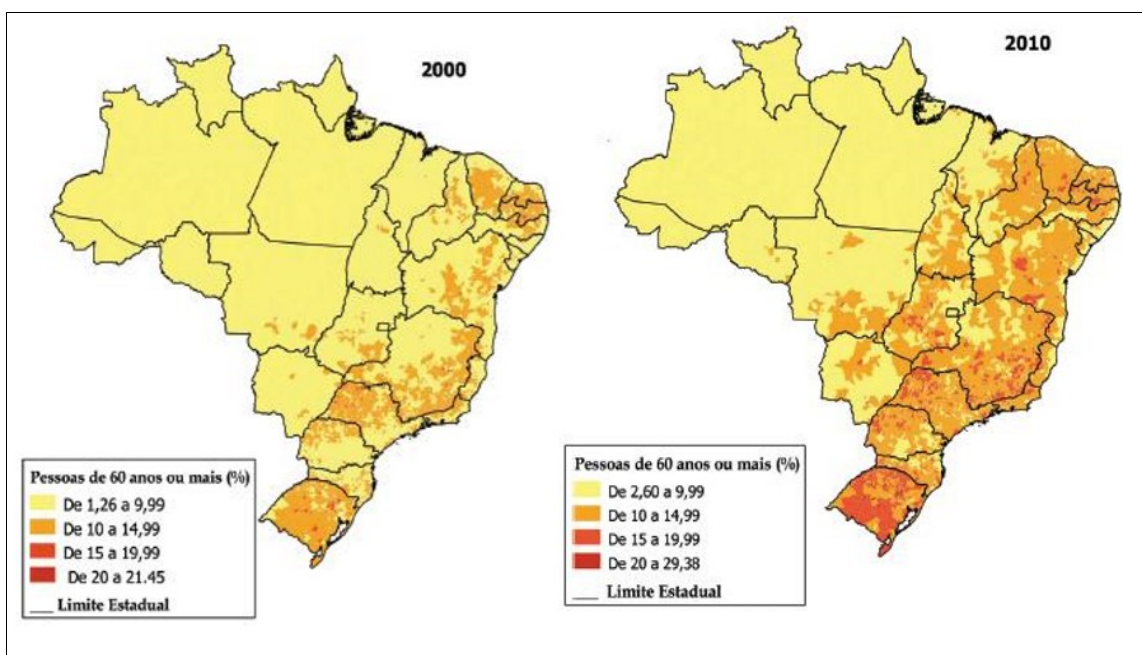 2000
Pessoas de 60 anos ou mais (%)
De 1,26 a 9,99
De 10 a 14,99
De 15 a 19,99
De 20 a 21.45
Limite Estadual
2010
Pessoas de 60 anos ou mais (%)
De 2,60 a 9,99
De 10 a 14,99
De 15 a 19,99
De 20 a 29,38
Limite Estadual